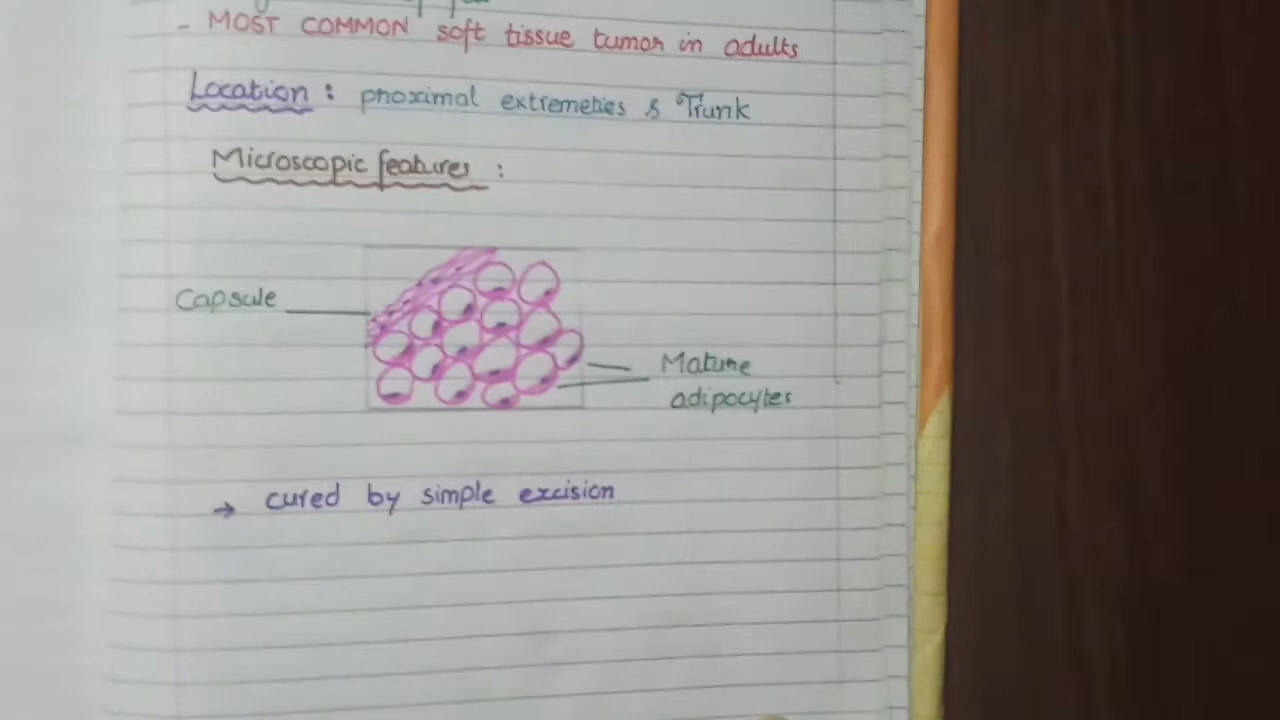 - MOST COMMON soft tissue tumor in adults
Location : proximal extremeties & Trunk
Microscopic features :
Capsule
Mature
adipocytes
→ cured by simple excision